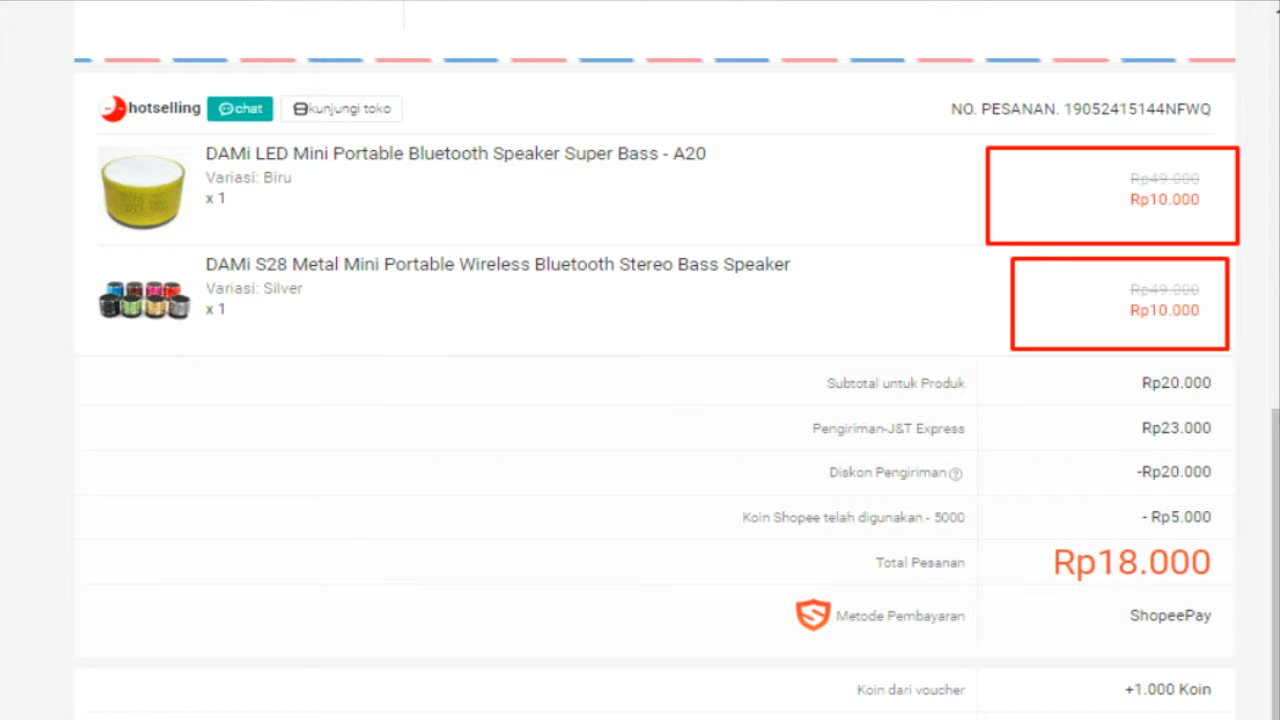 hotselling chat kunjungi toko NO. PESANAN. 19052415144NFWQ
DAMi LED Mini Portable Bluetooth Speaker Super Bass - A20
Variasi: Biru
x 1
Rp49.000
Rp10.000
DAMi S28 Metal Mini Portable Wireless Bluetooth Stereo Bass Speaker
Variasi: Silver
x 1
Rp49.000
Rp10.000
Subtotal untuk Produk Rp20.000
Pengiriman-J&T Express Rp23.000
Diskon Pengiriman ? -Rp20.000
Koin Shopee telah digunakan - 5000 - Rp5.000
Total Pesanan Rp18.000
Metode Pembayaran ShopeePay
Koin dari voucher +1.000 Koin